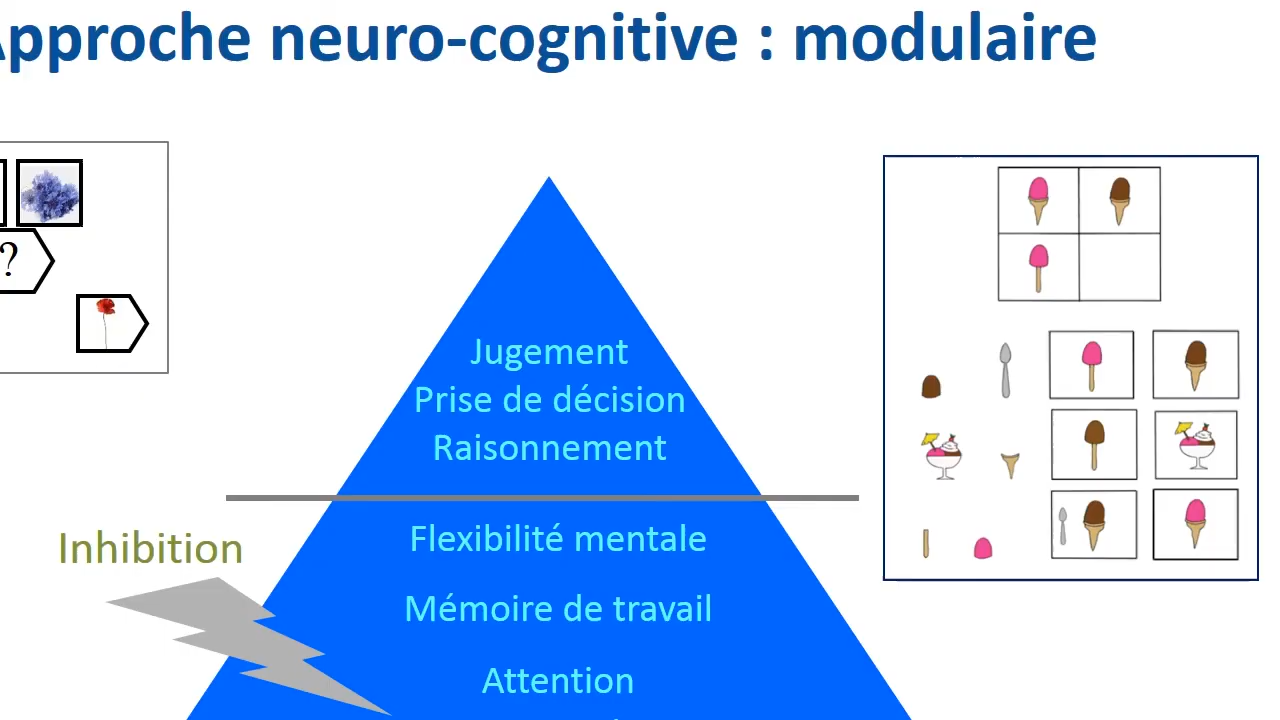 Approche neuro-cognitive : modulaire
?
Jugement
Prise de décision
Raisonnement
Inhibition
Flexibilité mentale
Mémoire de travail
Attention